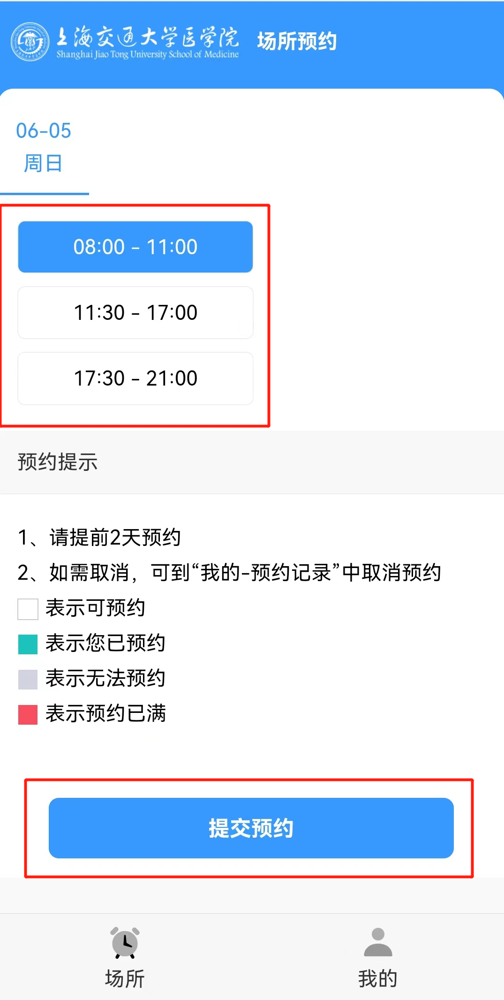 上海交通大学医学院 场所预约
Shanghai Jiao Tong University School of Medicine
06-05
周日
08:00 - 11:00
11:30 - 17:00
17:30 - 21:00
预约提示
1、请提前2天预约
2、如需取消，可到“我的-预约记录”中取消预约
表示可预约
表示您已预约
表示无法预约
表示预约已满
提交预约
场所
我的